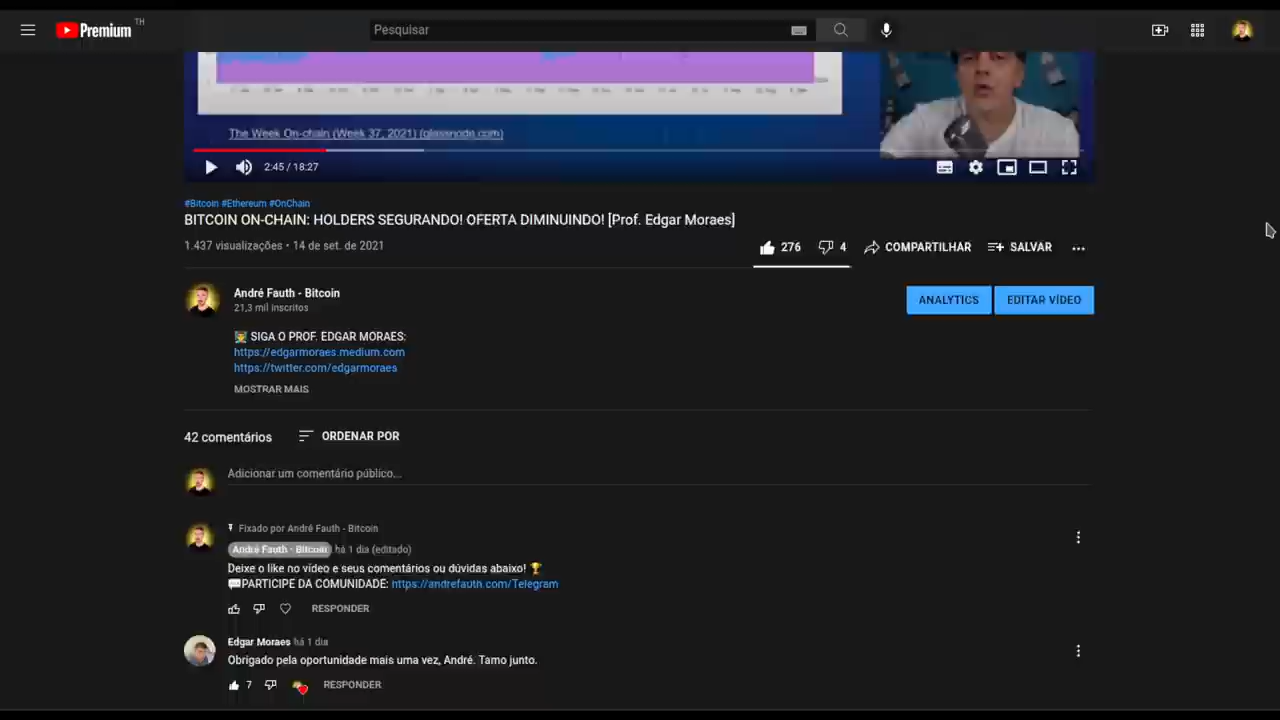 Premium TH
Pesquisar
The Week On-chain (Week 37, 2021) (glassnode.com)
2:45 / 18:27
#Bitcoin #Ethereum #OnChain
BITCOIN ON-CHAIN: HOLDERS SEGURANDO! OFERTA DIMINUINDO! [Prof. Edgar Moraes]
1.437 visualizações • 14 de set. de 2021
276 4 COMPARTILHAR SALVAR
André Fauth - Bitcoin
21,3 mil inscritos
ANALYTICS EDITAR VÍDEO
SIGA O PROF. EDGAR MORAES:
https://edgarmoraes.medium.com
https://twitter.com/edgarmoraes
MOSTRAR MAIS
42 comentários ORDENAR POR
Adicionar um comentário público...
Fixado por André Fauth - Bitcoin
André Fauth - Bitcoin há 1 dia (editado)
Deixe o like no vídeo e seus comentários ou dúvidas abaixo! 🏆
💬PARTICIPE DA COMUNIDADE: https://andrefauth.com/Telegram
RESPONDER
Edgar Moraes há 1 dia
Obrigado pela oportunidade mais uma vez, André. Tamo junto.
7 RESPONDER